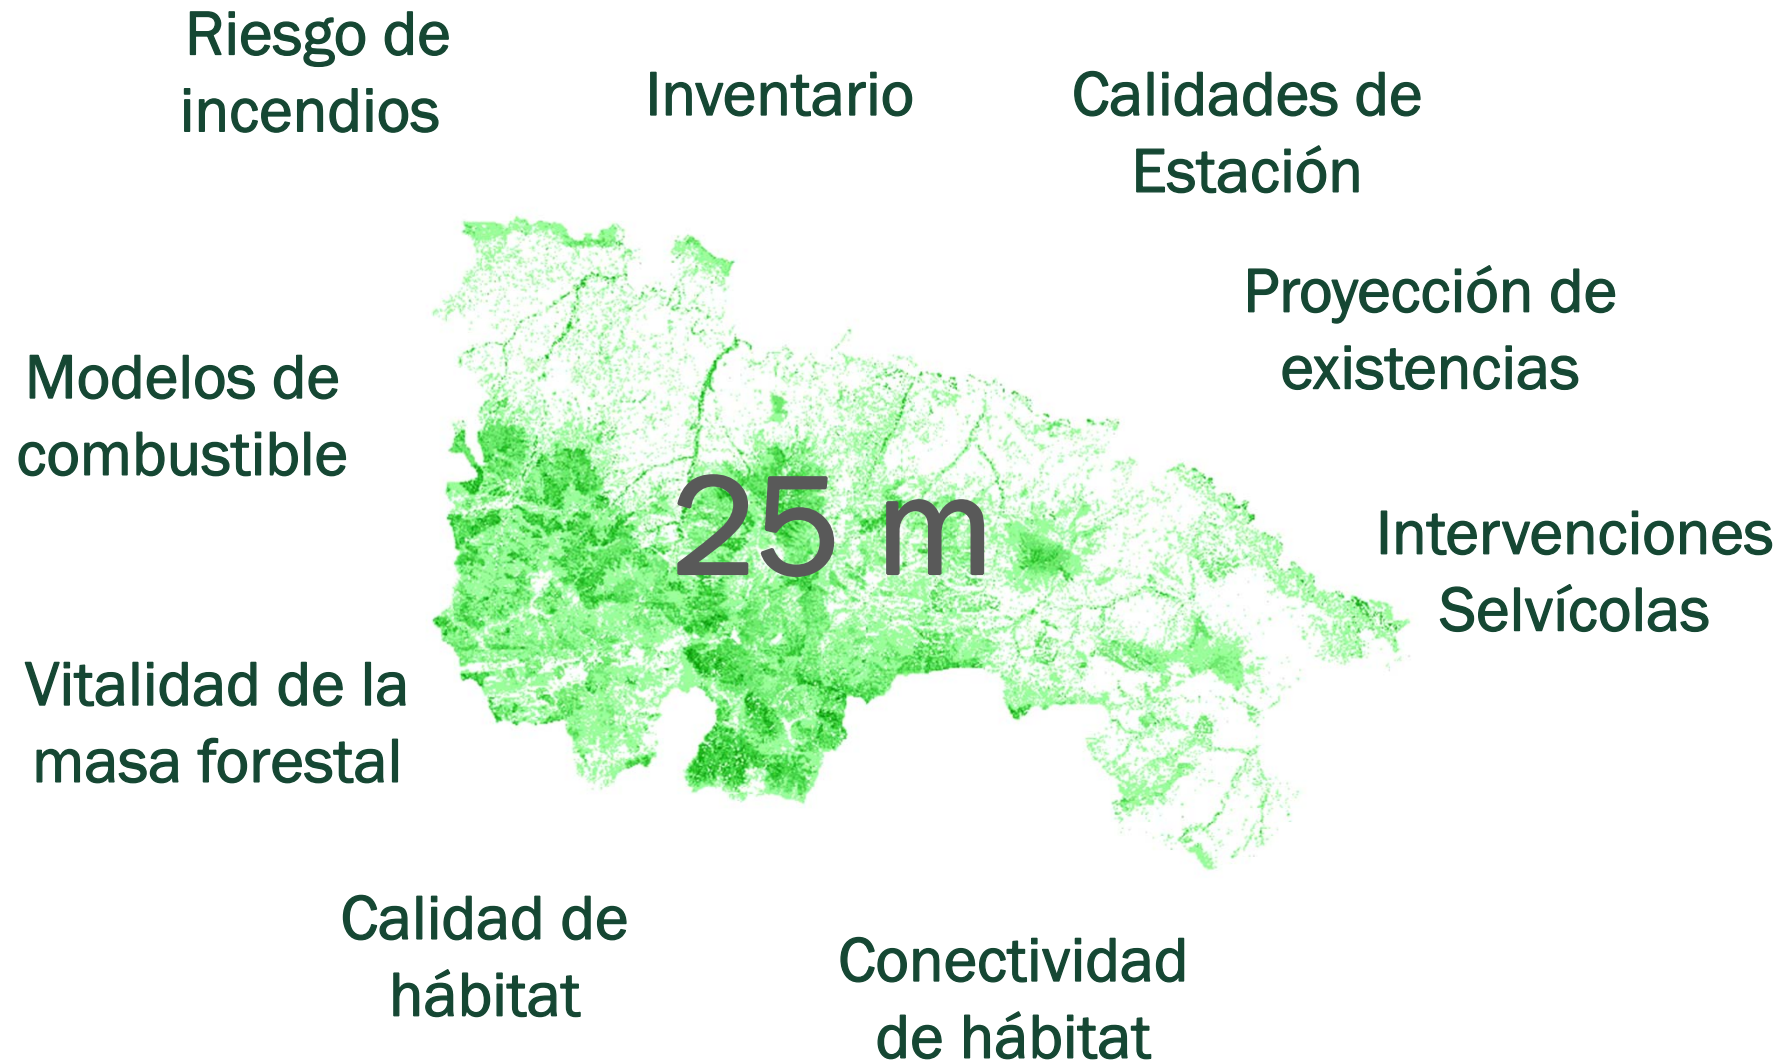 Riesgo de
incendios
Inventario
Calidades de
Estación
Proyección de
existencias
Modelos de
combustible
25 m
Intervenciones
Selvícolas
Vitalidad de la
masa forestal
Calidad de
hábitat
Conectividad
de hábitat